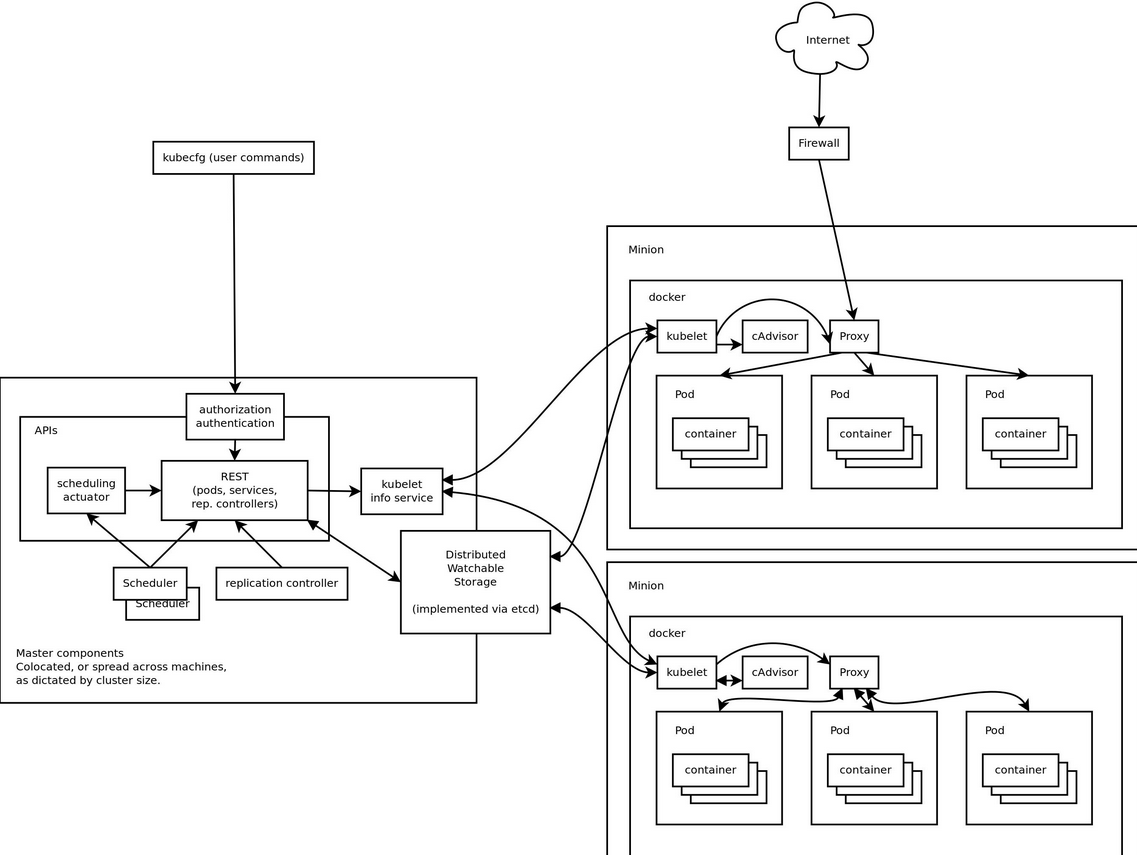 Internet
Firewall
kubecfg (user commands)
Minion
docker
kubelet
cAdvisor
Proxy
Pod
container
Pod
container
Pod
container
authorization
authentication
APIs
scheduling
actuator
REST
(pods, services,
rep. controllers)
kubelet
info service
Distributed
Watchable
Storage
(implemented via etcd)
Scheduler
Scheduler
replication controller
Master components
Colocated, or spread across machines,
as dictated by cluster size.
Minion
docker
kubelet
cAdvisor
Proxy
Pod
container
Pod
container
Pod
container